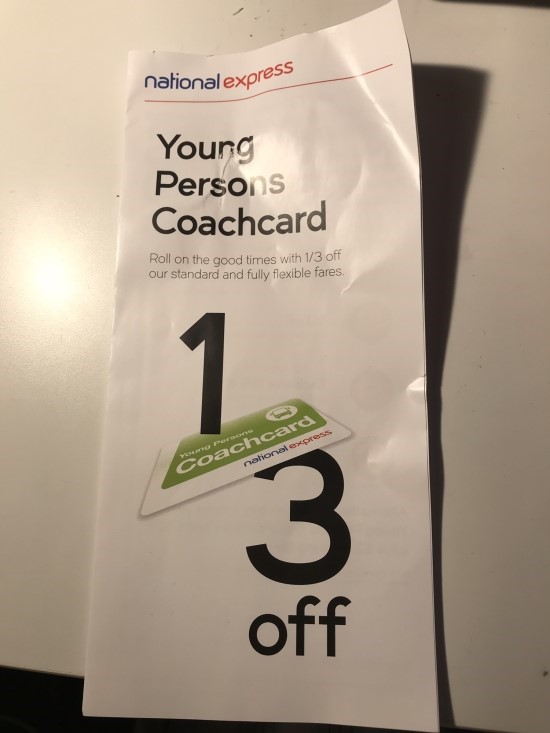 national express
Young
Persons
Coachcard
Roll on the good times with 1/3 off
our standard and fully flexible fares.
1
Young Persons
Coachcard
national express
3
off